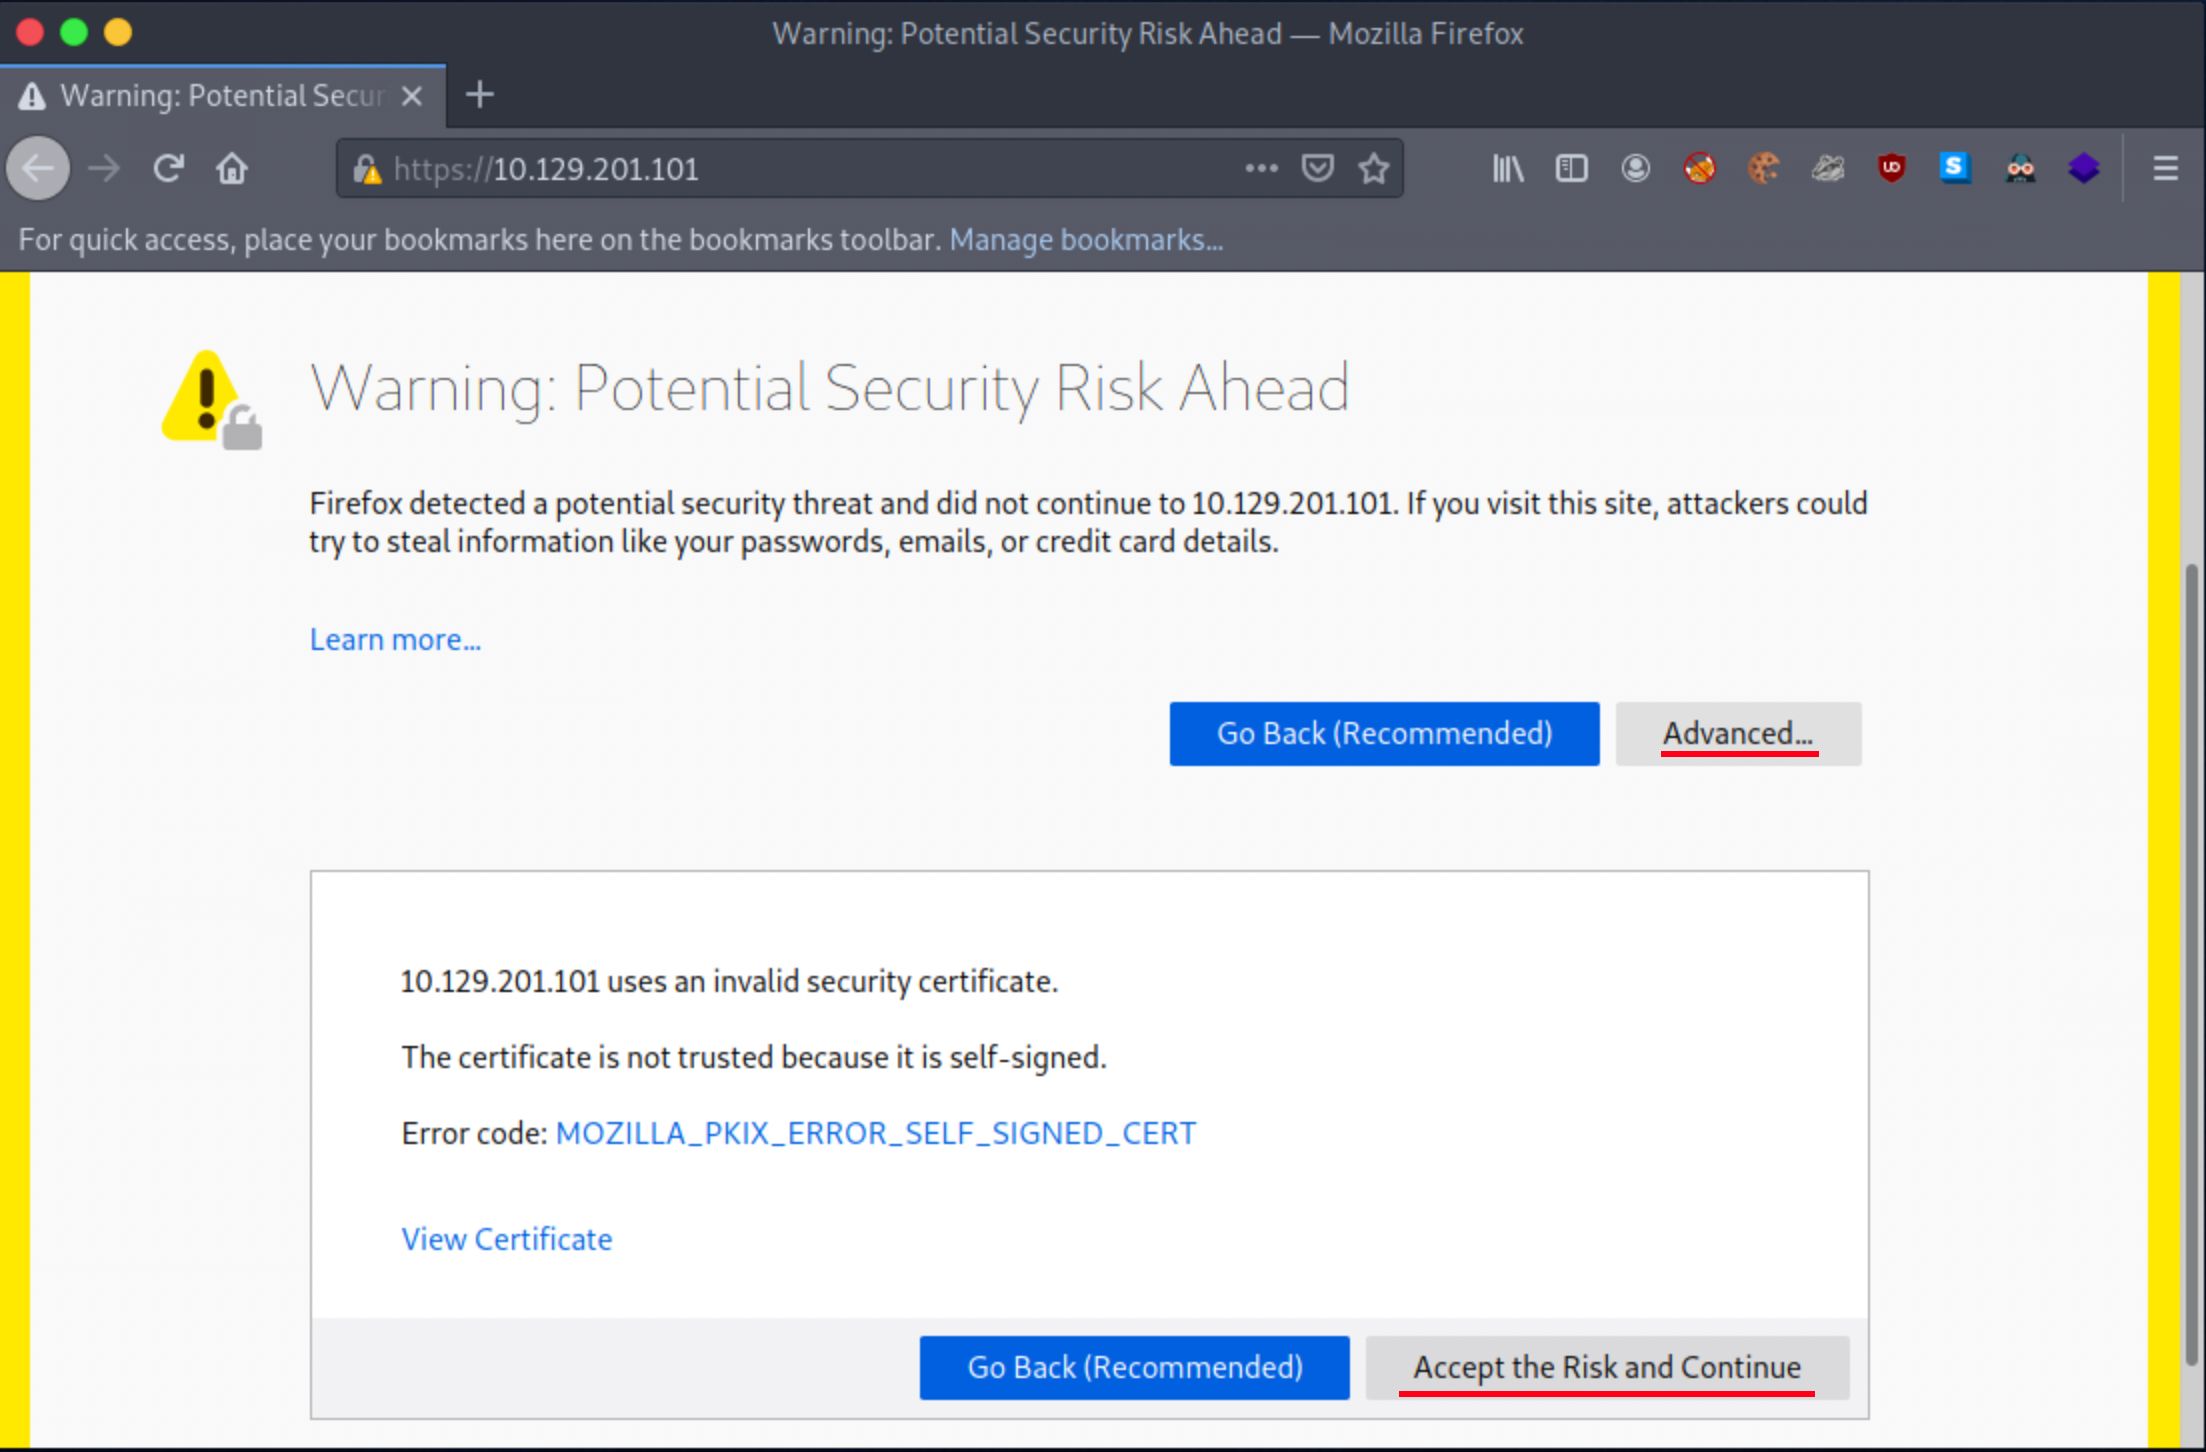 Warning: Potential Security Risk Ahead — Mozilla Firefox
Warning: Potential Secur
https://10.129.201.101
For quick access, place your bookmarks here on the bookmarks toolbar. Manage bookmarks...
Warning: Potential Security Risk Ahead
Firefox detected a potential security threat and did not continue to 10.129.201.101. If you visit this site, attackers could
try to steal information like your passwords, emails, or credit card details.
Learn more...
Go Back (Recommended) Advanced...
10.129.201.101 uses an invalid security certificate.
The certificate is not trusted because it is self-signed.
Error code: MOZILLA_PKIX_ERROR_SELF_SIGNED_CERT
View Certificate
Go Back (Recommended) Accept the Risk and Continue